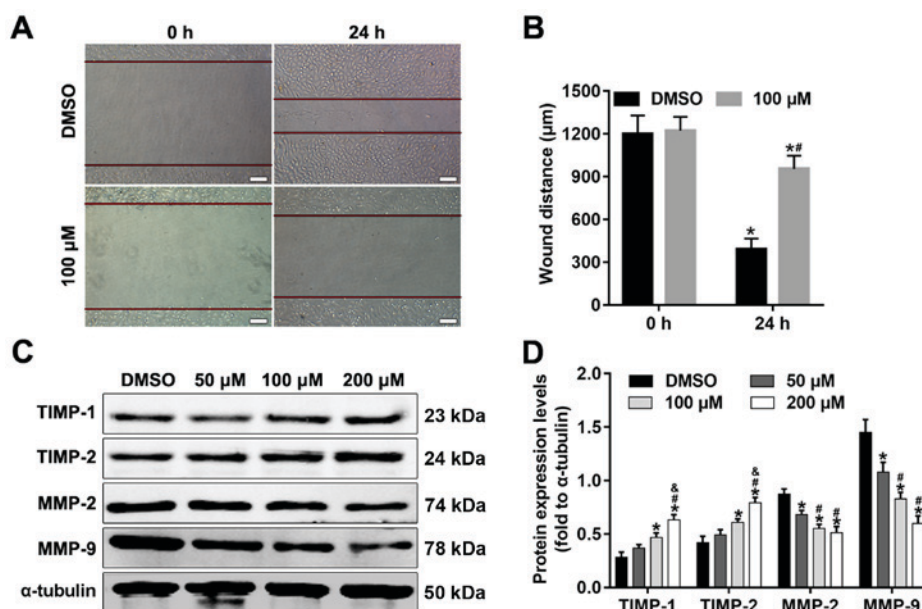 A
0 h
24 h
DMSO
100 μM
B
Wound distance (μm)
1500
1200
900
600
300
0
DMSO
100 μM
*
*#
0 h
24 h
C
DMSO 50 μM 100 μM 200 μM
TIMP-1 23 kDa
TIMP-2 24 kDa
MMP-2 74 kDa
MMP-9 78 kDa
α-tubulin 50 kDa
D
Protein expression levels
(fold to α-tubulin)
2.0
1.5
1.0
0.5
0.0
DMSO
50 μM
100 μM
200 μM
*
&
#
*
*
&
#
*
*
#
*
#
*
*
#
*
#
*
TIMP-1 TIMP-2 MMP-2 MMP-9